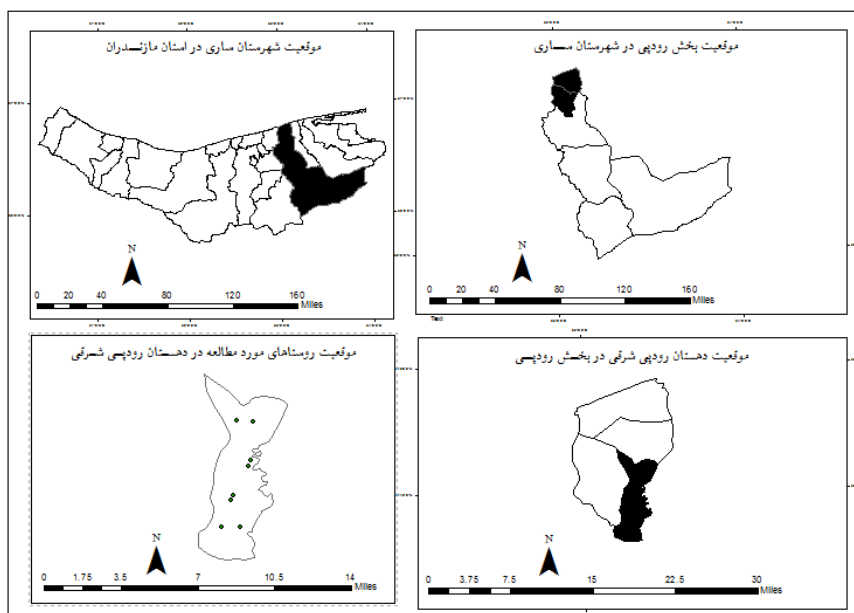 موقعیت شهرستان ساری در استان مازندران
N
0 20 40 80 120 160
Miles
موقعیت بخش رودپی در شهرستان ساری
N
0 20 40 80 120 160
Miles
Text
موقعیت روستاهای مورد مطالعه در دهستان رودپی شرقی
N
0 1.75 3.5 7 10.5 14
Miles
موقعیت دهستان رودپی شرقی در بخش رودپی
N
0 3.75 7.5 15 22.5 30
Miles